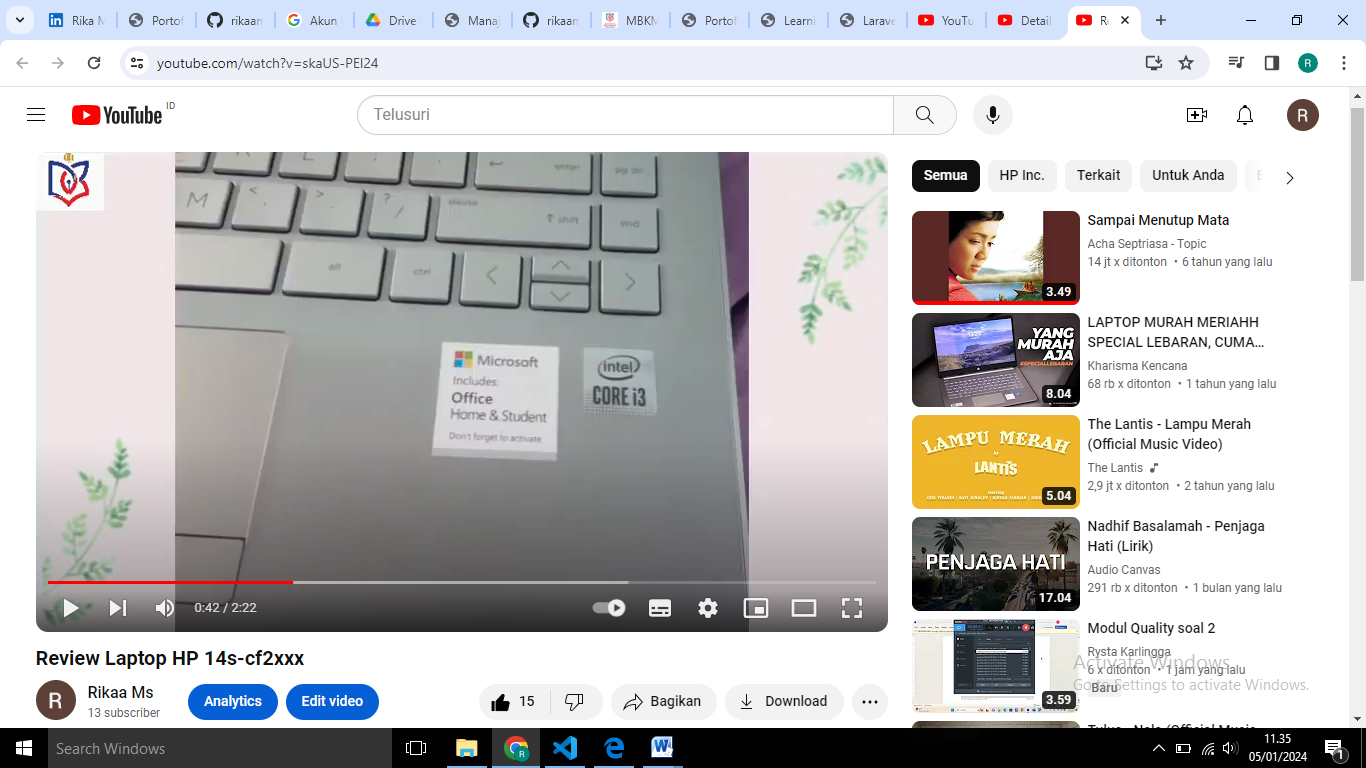 Rika M
Portof
rikaan
Akun
Drive
Manaj
rikaan
MBKM
Portof
Learni
Larave
YouTu
Detail
youtube.com/watch?v=skaUS-PEI24
R
YouTube ID
Telusuri
R
enter
pg dn
M
?
/
shift
end
alt
ctrl
Microsoft
Includes:
Office
Home & Student
Don't forget to activate.
intel
CORE i3
0:42 / 2:22
Review Laptop HP 14s-cf2xxx
R
Rikaa Ms
13 subscriber
Analytics
Edit video
15
Bagikan
Download
Semua
HP Inc.
Terkait
Untuk Anda
Sampai Menutup Mata
Acha Septriasa - Topic
14 jt x ditonton • 6 tahun yang lalu
3.49
YANG
MURAH
AJA
#SPECIALLEBARAN
8.04
LAPTOP MURAH MERIAHH
SPECIAL LEBARAN, CUMA...
Kharisma Kencana
68 rb x ditonton • 1 tahun yang lalu
LAMPU MERAH
by
LANTIS
starring
5.04
The Lantis - Lampu Merah
(Official Music Video)
The Lantis
2,9 jt x ditonton • 2 tahun yang lalu
PENJAGA HATI
17.04
Nadhif Basalamah - Penjaga
Hati (Lirik)
Audio Canvas
291 rb x ditonton • 1 bulan yang lalu
3.59
Modul Quality soal 2
Rysta Karlingga
6 x ditonton • 1 jam yang lalu
Baru
Activate Windows
Go to Settings to activate Windows.
Search Windows
11.35
05/01/2024
1